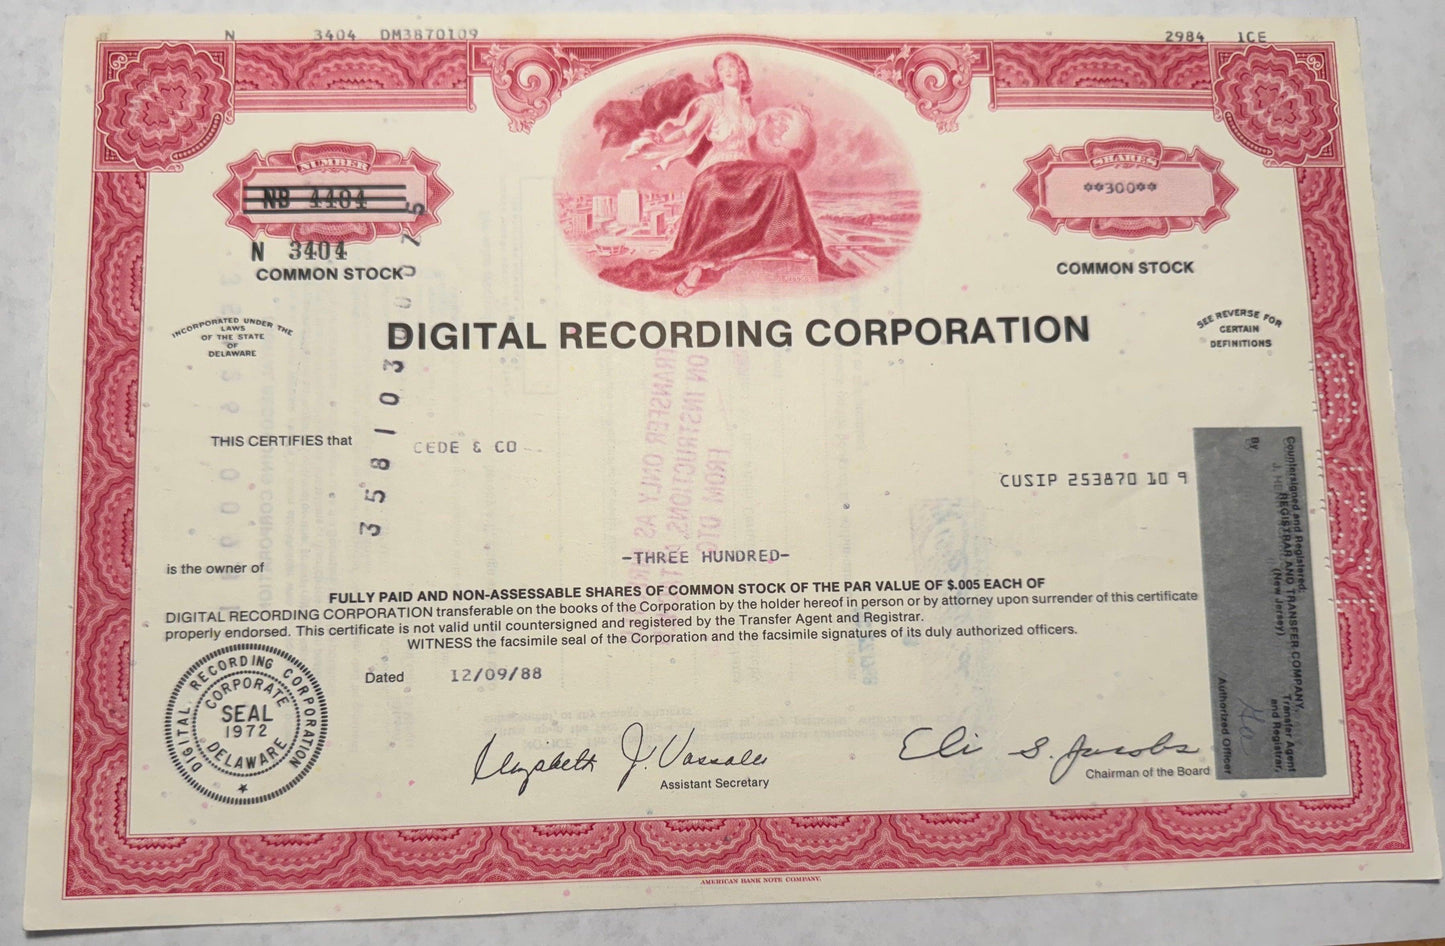 N 3404 DM3870109 2984 1CE
NUMBER
NB 4484
N 3404
COMMON STOCK
SHARES
**300**
COMMON STOCK
INCORPORATED UNDER THE
LAWS
OF THE STATE
OF
DELAWARE
DIGITAL RECORDING CORPORATION
SEE REVERSE FOR
CERTAIN
DEFINITIONS
THIS CERTIFIES that CEDE & CO
CUSIP 253870 10 9
-THREE HUNDRED-
is the owner of
FULLY PAID AND NON-ASSESSABLE SHARES OF COMMON STOCK OF THE PAR VALUE OF $.005 EACH OF
DIGITAL RECORDING CORPORATION transferable on the books of the Corporation by the holder hereof in person or by attorney upon surrender of this certificate
properly endorsed. This certificate is not valid until countersigned and registered by the Transfer Agent and Registrar.
WITNESS the facsimile seal of the Corporation and the facsimile signatures of its duly authorized officers.
Dated 12/09/88
DIGITAL RECORDING CORPORATION
CORPORATE
SEAL
1972
DELAWARE
Elizabeth J. Vassallo
Assistant Secretary
Eli S. Jacobs
Chairman of the Board
Countersigned and Registered:
REGISTRAR AND TRANSFER COMPANY,
(New Jersey)
Transfer Agent
and Registrar,
By
Authorized Officer
AMERICAN BANK NOTE COMPANY.